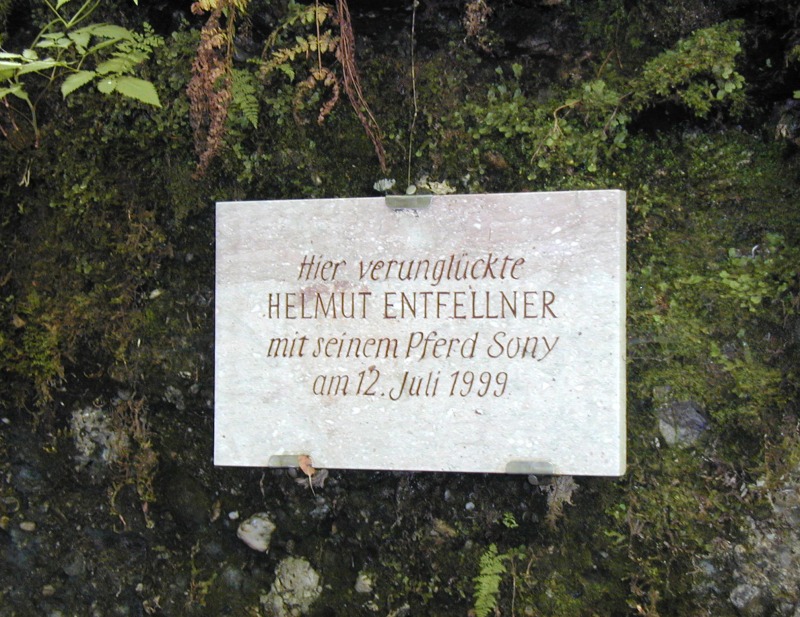 Hier verunglückte
HELMUT ENTFELLNER
mit seinem Pferd Sony
am 12. Juli 1999